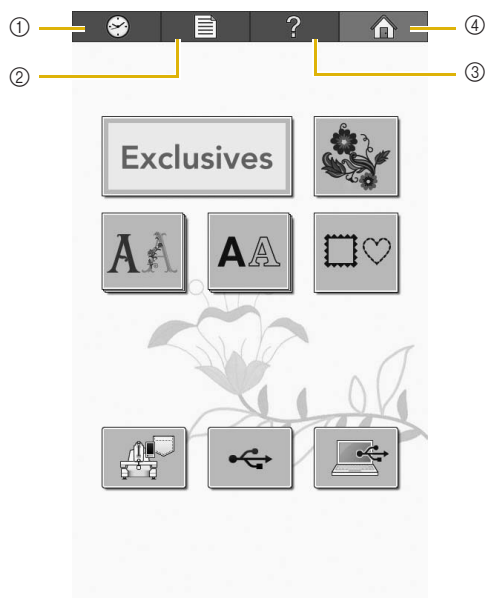 ① ④
② ? ③
Exclusives
AA AA